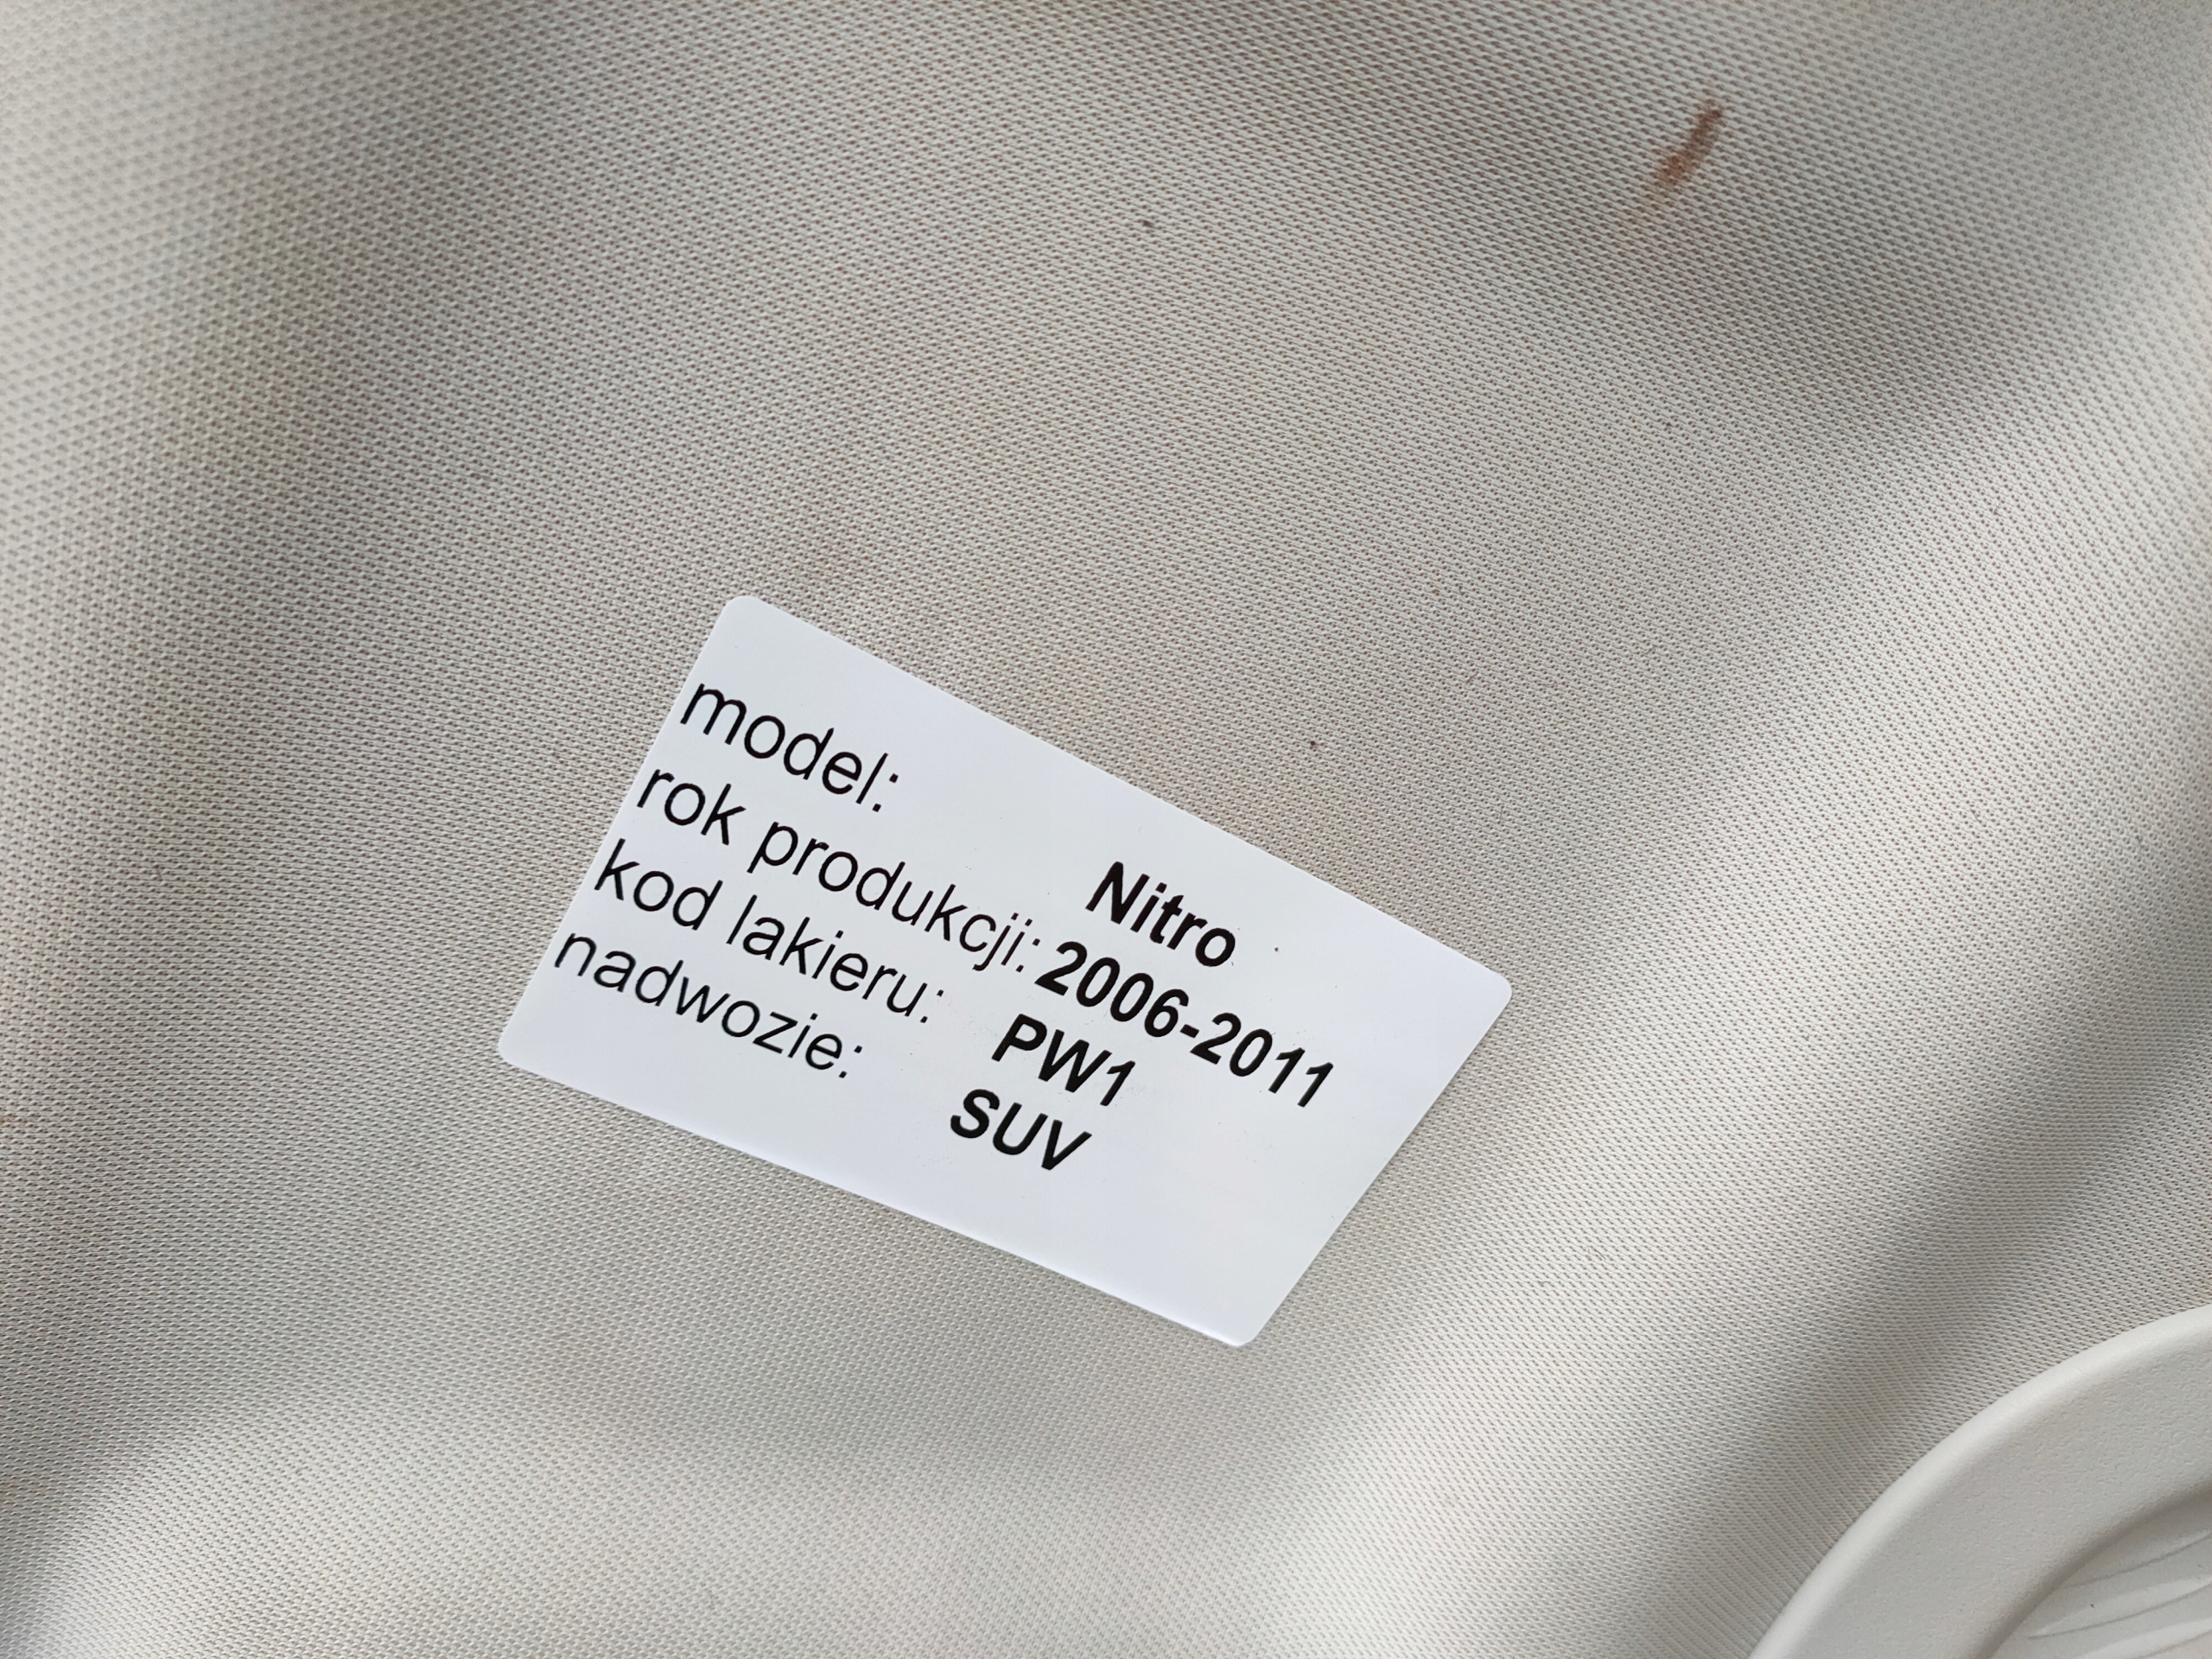 model: Nitro
rok produkcji: 2006-2011
kod lakieru: PW1
nadwozie: SUV